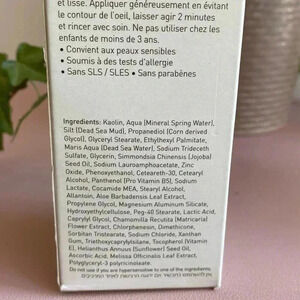 et lisse. Appliquer généreusement en évitant
le contour de l'oeil, laisser agir 2 minutes
et rincer avec soin. Ne pas utiliser chez les
enfants de moins de 3 ans.
• Convient aux peaux sensibles
• Soumis à des tests d'allergie
• Sans SLS / SLES • Sans parabènes
Ingredients: Kaolin, Aqua (Mineral Spring Water),
Silt (Dead Sea Mud), Propanediol (Corn derived
Glycol), Glyceryl Stearate, Ethylhexyl Palmitate,
Maris Aqua (Dead Sea Water), Sodium Trideceth
Sulfate, Glycerin, Simmondsia Chinensis (Jojoba)
Seed Oil, Sodium Lauroamphoacetate, Zinc
Oxide, Phenoxyethanol, Ceteareth-30, Cetearyl
Alcohol, Panthenol (Pro Vitamin B5), Sodium
Lactate, Cocamide MEA, Stearyl Alcohol,
Allantoin, Aloe Barbadensis Leaf Extract,
Propylene Glycol, Magnesium Aluminum Silicate,
Hydroxyethylcellulose, Peg-40 Stearate, Lactic Acid,
Caprylyl Glycol, Chamomilla Recutita (Matricaria)
Flower Extract, Chlorphenesin, Dimethicone,
Sorbitan Tristearate, Sodium Chloride, Xanthan
Gum, Triethoxycaprylylsilane, Tocopherol (Vitamin
E), Helianthus Annuus (Sunflower) Seed Oil,
Ascorbic Acid, Melissa Officinalis Leaf Extract,
Polyglyceryl-3 polyricinoleate.
Do not use if you are hypersensitive to one of the ingredients.